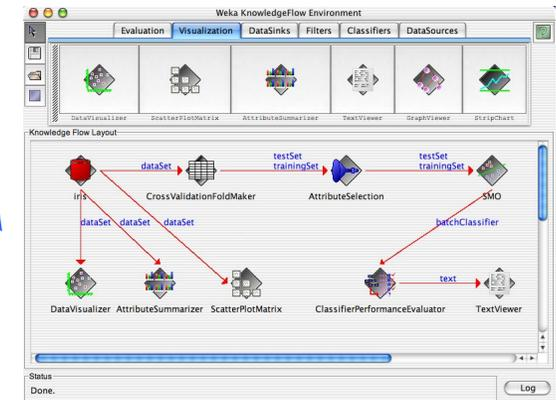 Weka KnowledgeFlow Environment
Evaluation Visualization DataSinks Filters Classifiers DataSources
DataVisualizer ScatterPlotMatrix AttributeSummarizer TextViewer GraphViewer StripChart
Knowledge Flow Layout
testSet testSet
dataSet trainingSet trainingSet
iris CrossValidationFoldMaker AttributeSelection SMO
dataSet dataSet dataSet batchClassifier
text
DataVisualizer AttributeSummarizer ScatterPlotMatrix ClassifierPerformanceEvaluator TextViewer
Status
Done. Log